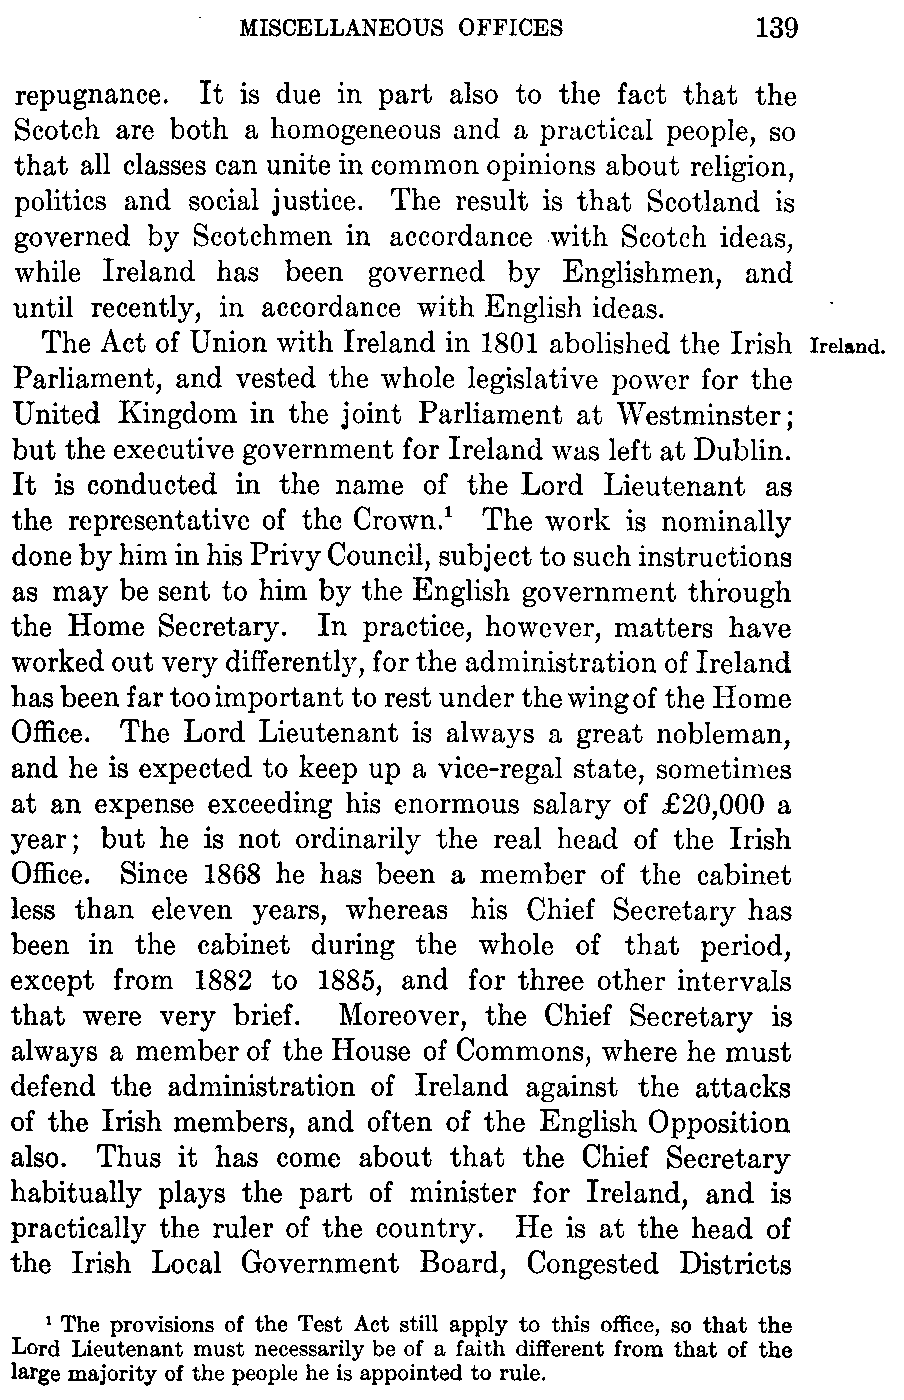 MISCELLANEOUS OFFICES 139
repugnance. It is due in part also to the fact that the
Scotch are both a homogeneous and a practical people, so
that all classes can unite in common opinions about religion,
politics and social justice. The result is that Scotland is
governed by Scotchmen in accordance with Scotch ideas,
while Ireland has been governed by Englishmen, and
until recently, in accordance with English ideas.
The Act of Union with Ireland in 1801 abolished the Irish Ireland.
Parliament, and vested the whole legislative power for the
United Kingdom in the joint Parliament at Westminster;
but the executive government for Ireland was left at Dublin.
It is conducted in the name of the Lord Lieutenant as
the representative of the Crown.¹ The work is nominally
done by him in his Privy Council, subject to such instructions
as may be sent to him by the English government through
the Home Secretary. In practice, however, matters have
worked out very differently, for the administration of Ireland
has been far too important to rest under the wing of the Home
Office. The Lord Lieutenant is always a great nobleman,
and he is expected to keep up a vice-regal state, sometimes
at an expense exceeding his enormous salary of £20,000 a
year; but he is not ordinarily the real head of the Irish
Office. Since 1868 he has been a member of the cabinet
less than eleven years, whereas his Chief Secretary has
been in the cabinet during the whole of that period,
except from 1882 to 1885, and for three other intervals
that were very brief. Moreover, the Chief Secretary is
always a member of the House of Commons, where he must
defend the administration of Ireland against the attacks
of the Irish members, and often of the English Opposition
also. Thus it has come about that the Chief Secretary
habitually plays the part of minister for Ireland, and is
practically the ruler of the country. He is at the head of
the Irish Local Government Board, Congested Districts
¹ The provisions of the Test Act still apply to this office, so that the
Lord Lieutenant must necessarily be of a faith different from that of the
large majority of the people he is appointed to rule.